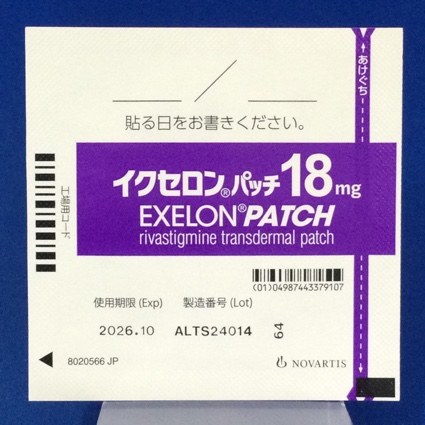 あけぐち
貼る日をお書きください。
工場用コード
イクセロン®パッチ18mg
EXELON®PATCH
rivastigmine transdermal patch
(01)04987443379107
使用期限(Exp) 製造番号(Lot)
2026.10 ALTS24014 64
8020566 JP
NOVARTIS